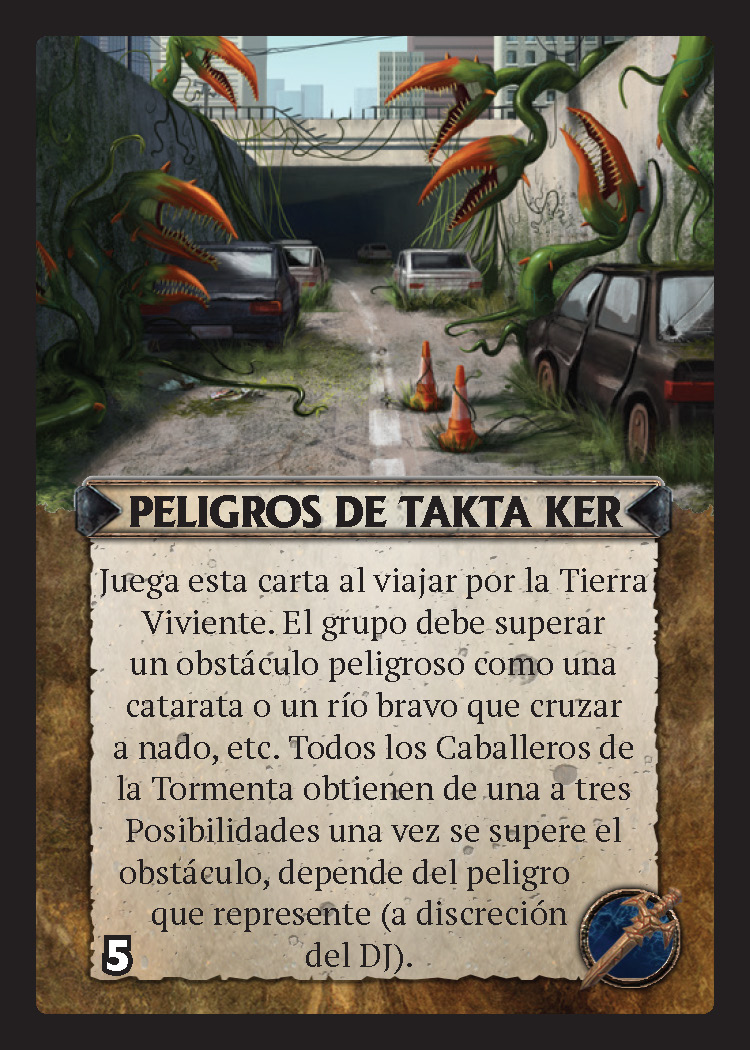 PELIGROS DE TAKTA KER
Juega esta carta al viajar por la Tierra
Viviente. El grupo debe superar
un obstáculo peligroso como una
catarata o un río bravo que cruzar
a nado, etc. Todos los Caballeros de
la Tormenta obtienen de una a tres
Posibilidades una vez se supere el
obstáculo, depende del peligro
que represente (a discreción
del DJ).
5